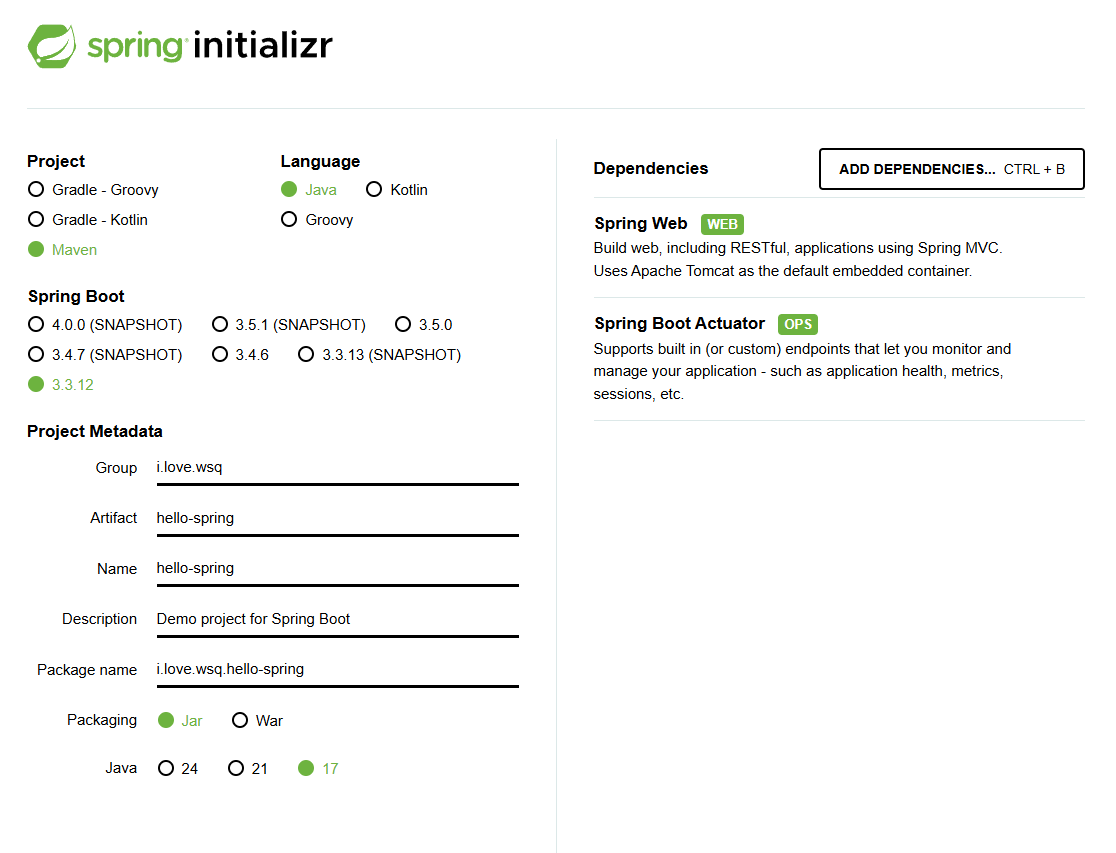 spring initializr
Project
Gradle - Groovy
Gradle - Kotlin
Maven
Language
Java Kotlin
Groovy
Spring Boot
4.0.0 (SNAPSHOT) 3.5.1 (SNAPSHOT) 3.5.0
3.4.7 (SNAPSHOT) 3.4.6 3.3.13 (SNAPSHOT)
3.3.12
Project Metadata
Group i.love.wsq
Artifact hello-spring
Name hello-spring
Description Demo project for Spring Boot
Package name i.love.wsq.hello-spring
Packaging Jar War
Java 24 21 17
Dependencies ADD DEPENDENCIES... CTRL + B
Spring Web WEB
Build web, including RESTful, applications using Spring MVC.
Uses Apache Tomcat as the default embedded container.
Spring Boot Actuator OPS
Supports built in (or custom) endpoints that let you monitor and
manage your application - such as application health, metrics,
sessions, etc.